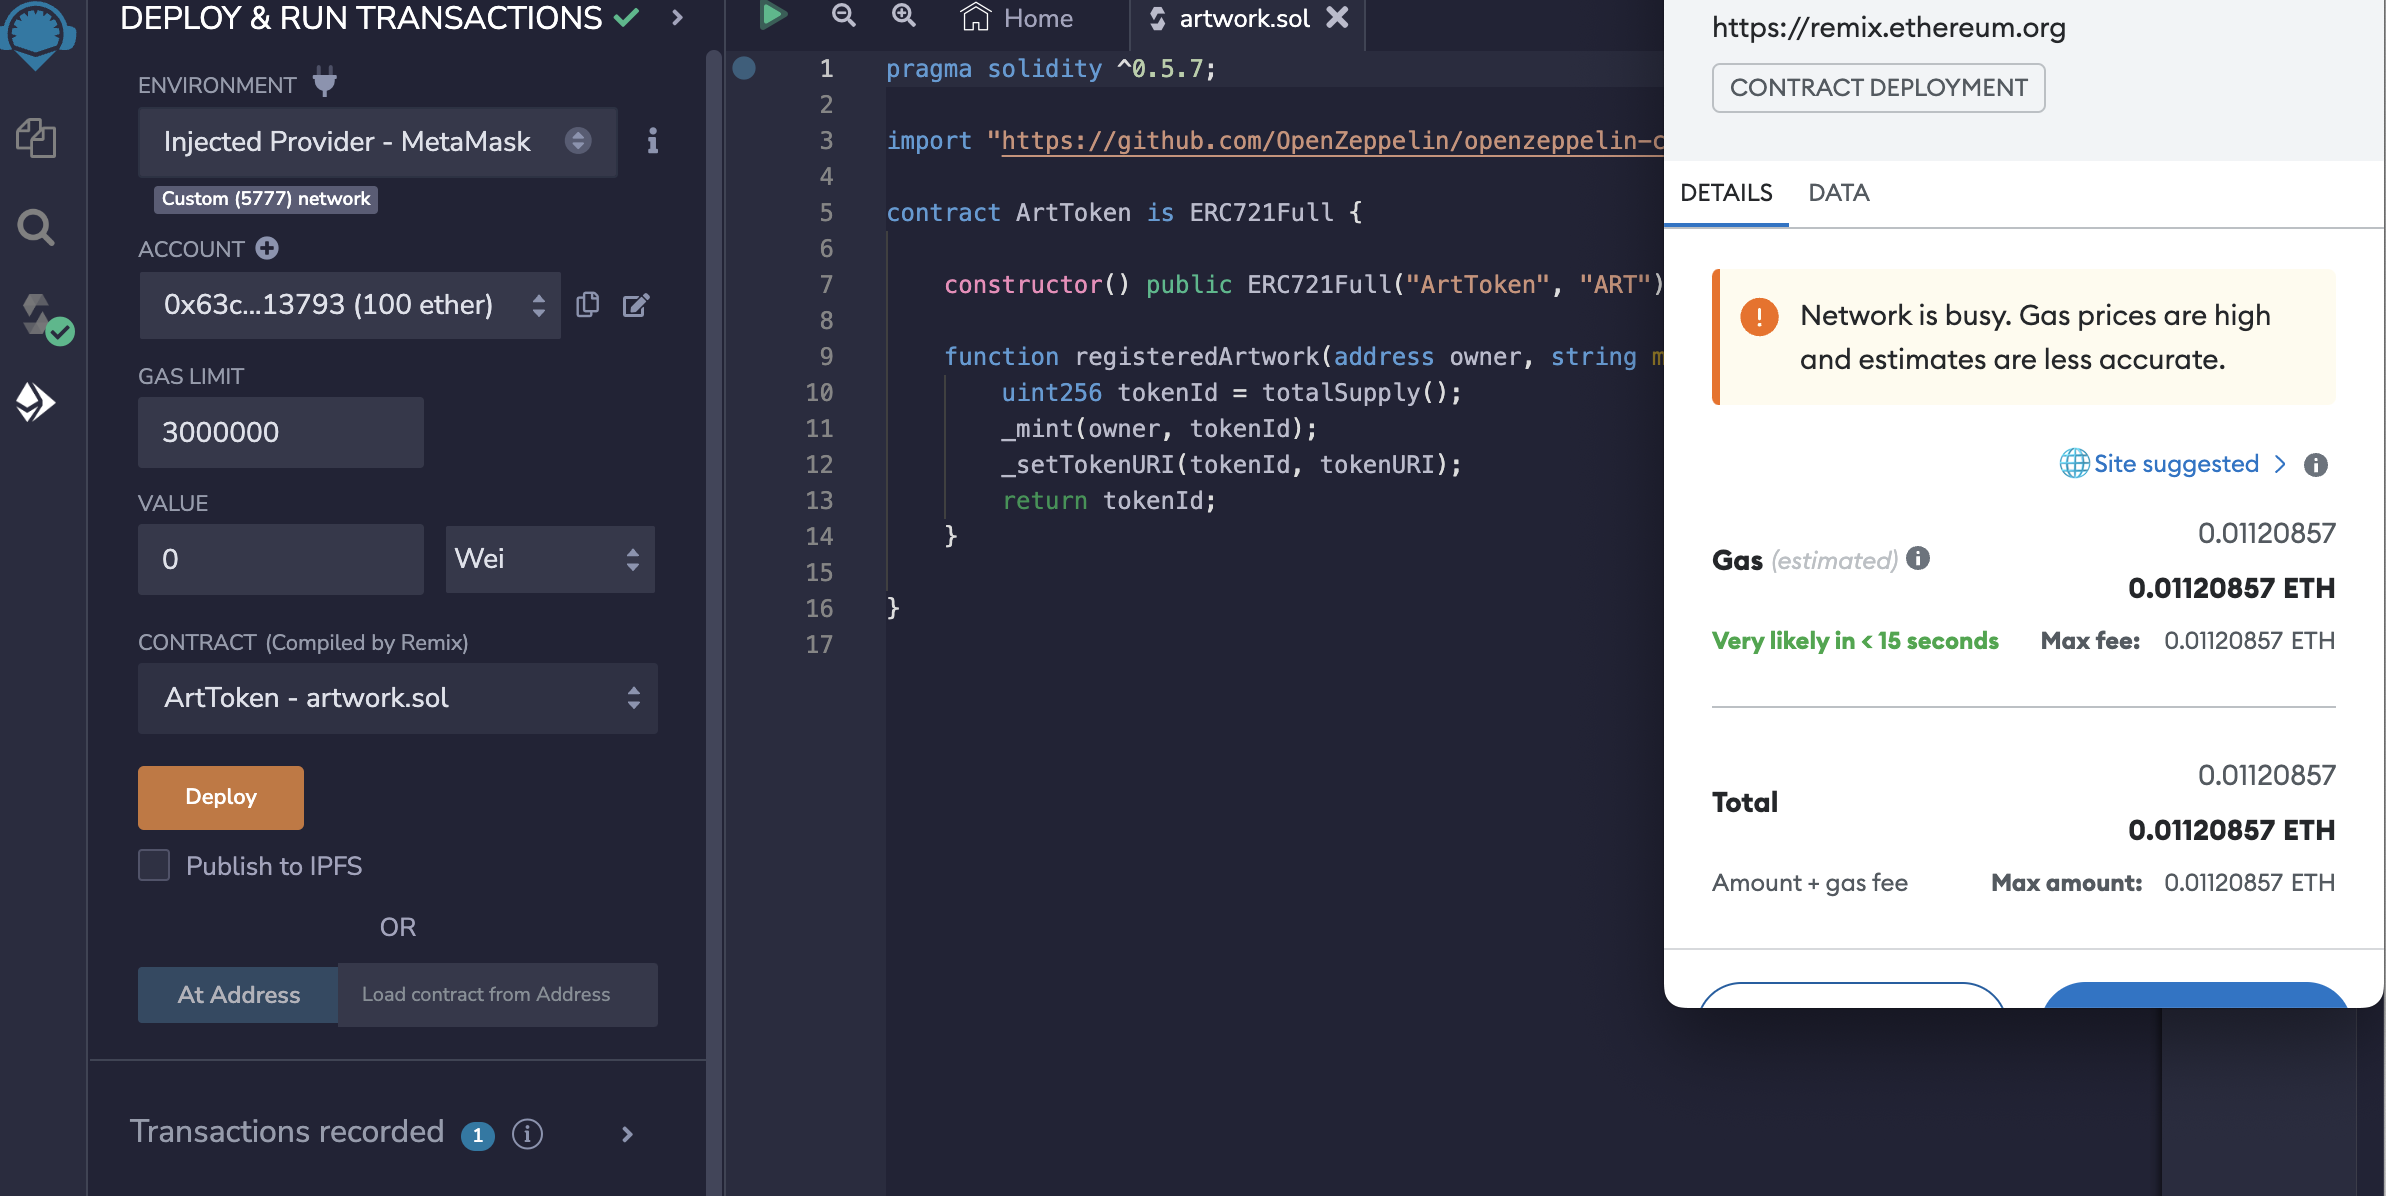 DEPLOY & RUN TRANSACTIONS
ENVIRONMENT
Injected Provider - MetaMask
Custom (5777) network
ACCOUNT
0x63c...13793 (100 ether)
GAS LIMIT
3000000
VALUE
0
Wei
CONTRACT (Compiled by Remix)
ArtToken - artwork.sol
Deploy
Publish to IPFS
OR
At Address
Load contract from Address
Transactions recorded 1
Home
artwork.sol
1 pragma solidity ^0.5.7;
2
3 import "https://github.com/OpenZeppelin/openzeppelin-c
4
5 contract ArtToken is ERC721Full {
6
7 constructor() public ERC721Full("ArtToken", "ART")
8
9 function registeredArtwork(address owner, string m
10 uint256 tokenId = totalSupply();
11 _mint(owner, tokenId);
12 _setTokenURI(tokenId, tokenURI);
13 return tokenId;
14 }
15
16 }
17
https://remix.ethereum.org
CONTRACT DEPLOYMENT
DETAILS
DATA
Network is busy. Gas prices are high
and estimates are less accurate.
Site suggested >
0.01120857
Gas (estimated)
0.01120857 ETH
Very likely in < 15 seconds
Max fee: 0.01120857 ETH
0.01120857
Total
0.01120857 ETH
Amount + gas fee
Max amount: 0.01120857 ETH